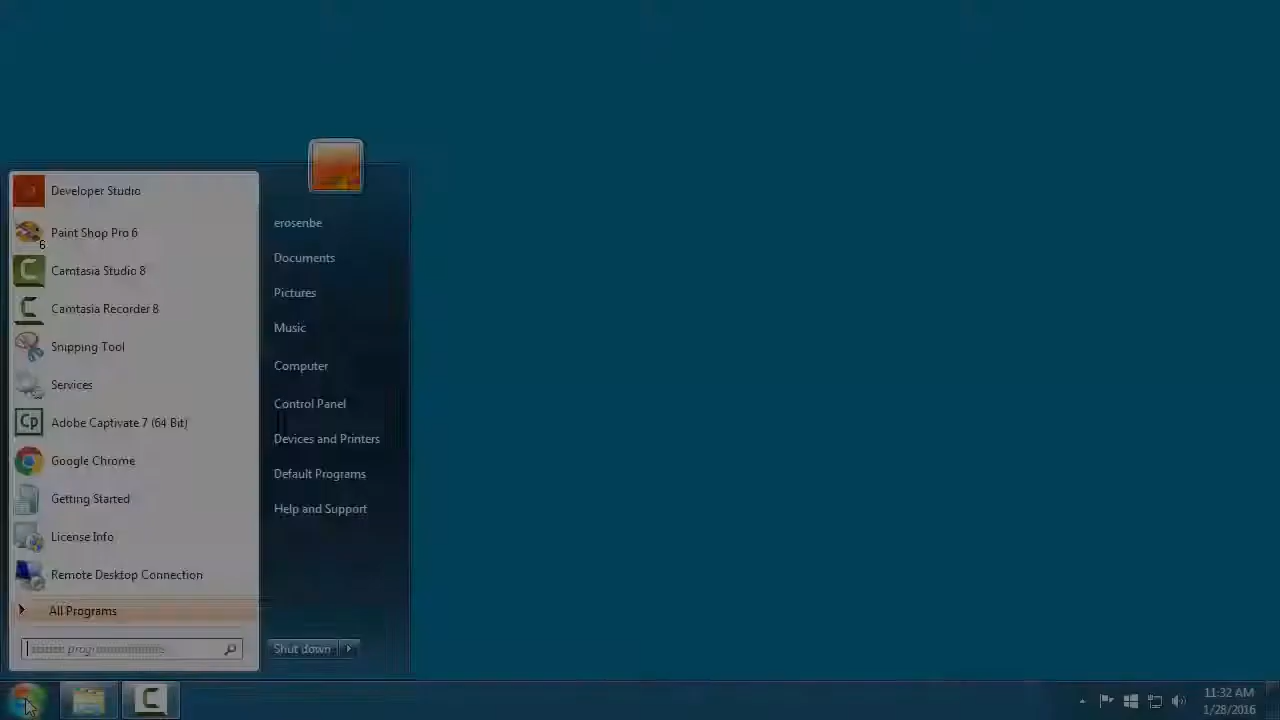 Developer Studio
Paint Shop Pro 6
6
Camtasia Studio 8
Camtasia Recorder 8
Snipping Tool
Services
Cp
Adobe Captivate 7 (64 Bit)
Google Chrome
Getting Started
License Info
Remote Desktop Connection
All Programs
erosenbe
Documents
Pictures
Music
Computer
Control Panel
Devices and Printers
Default Programs
Help and Support
Shut down
11:32 AM
1/28/2016